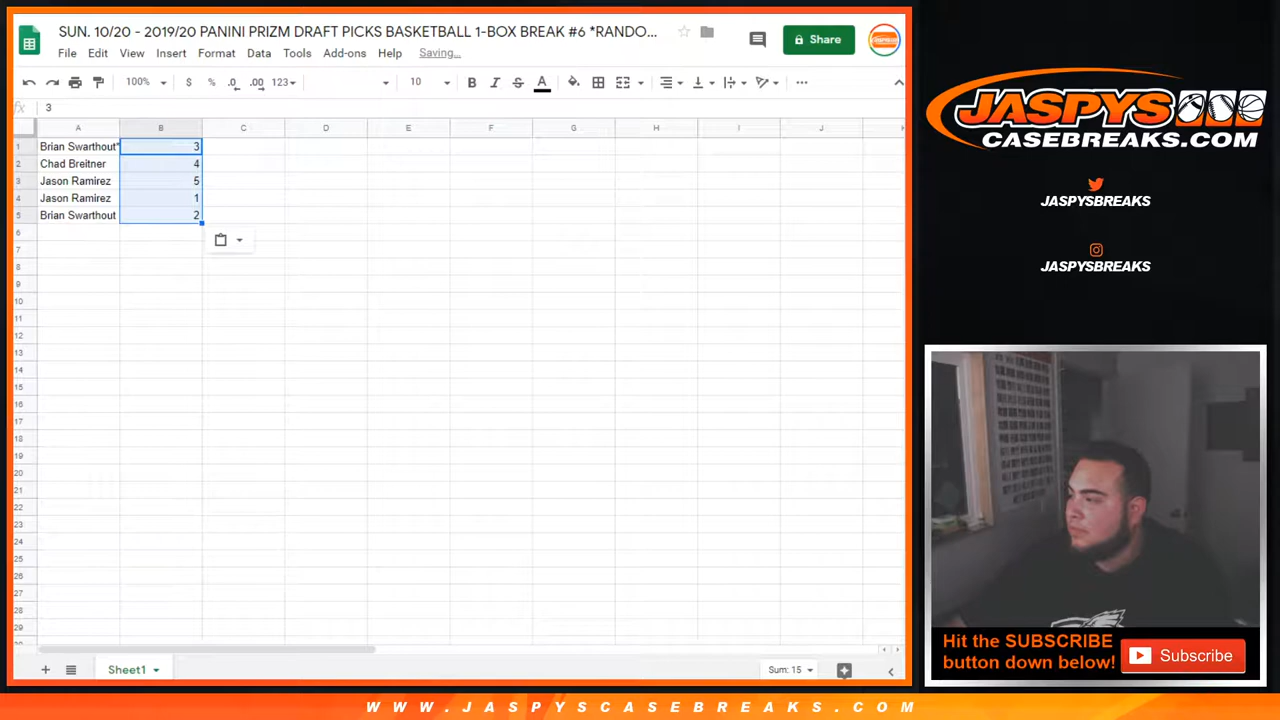 SUN. 10/20 - 2019/20 PANINI PRIZM DRAFT PICKS BASKETBALL 1-BOX BREAK #6 *RANDO...
File Edit View Insert Format Data Tools Add-ons Help Saving...
Share
100% $ % .0 .00 123 10 B I S A ...
fx 3
A B C D E F G H I J
1 Brian Swarthout* 3
2 Chad Breitner 4
3 Jason Ramirez 5
4 Jason Ramirez 1
5 Brian Swarthout 2
6
7
8
9
10
11
12
13
14
15
16
17
18
19
20
21
22
23
24
25
26
27
28
29
Sheet1
Sum: 15
JASPYS
CASEBREAKS.COM
JASPYSBREAKS
JASPYSBREAKS
Hit the SUBSCRIBE
button down below!
Subscribe
WWW.JASPYSCASEBREAKS.COM